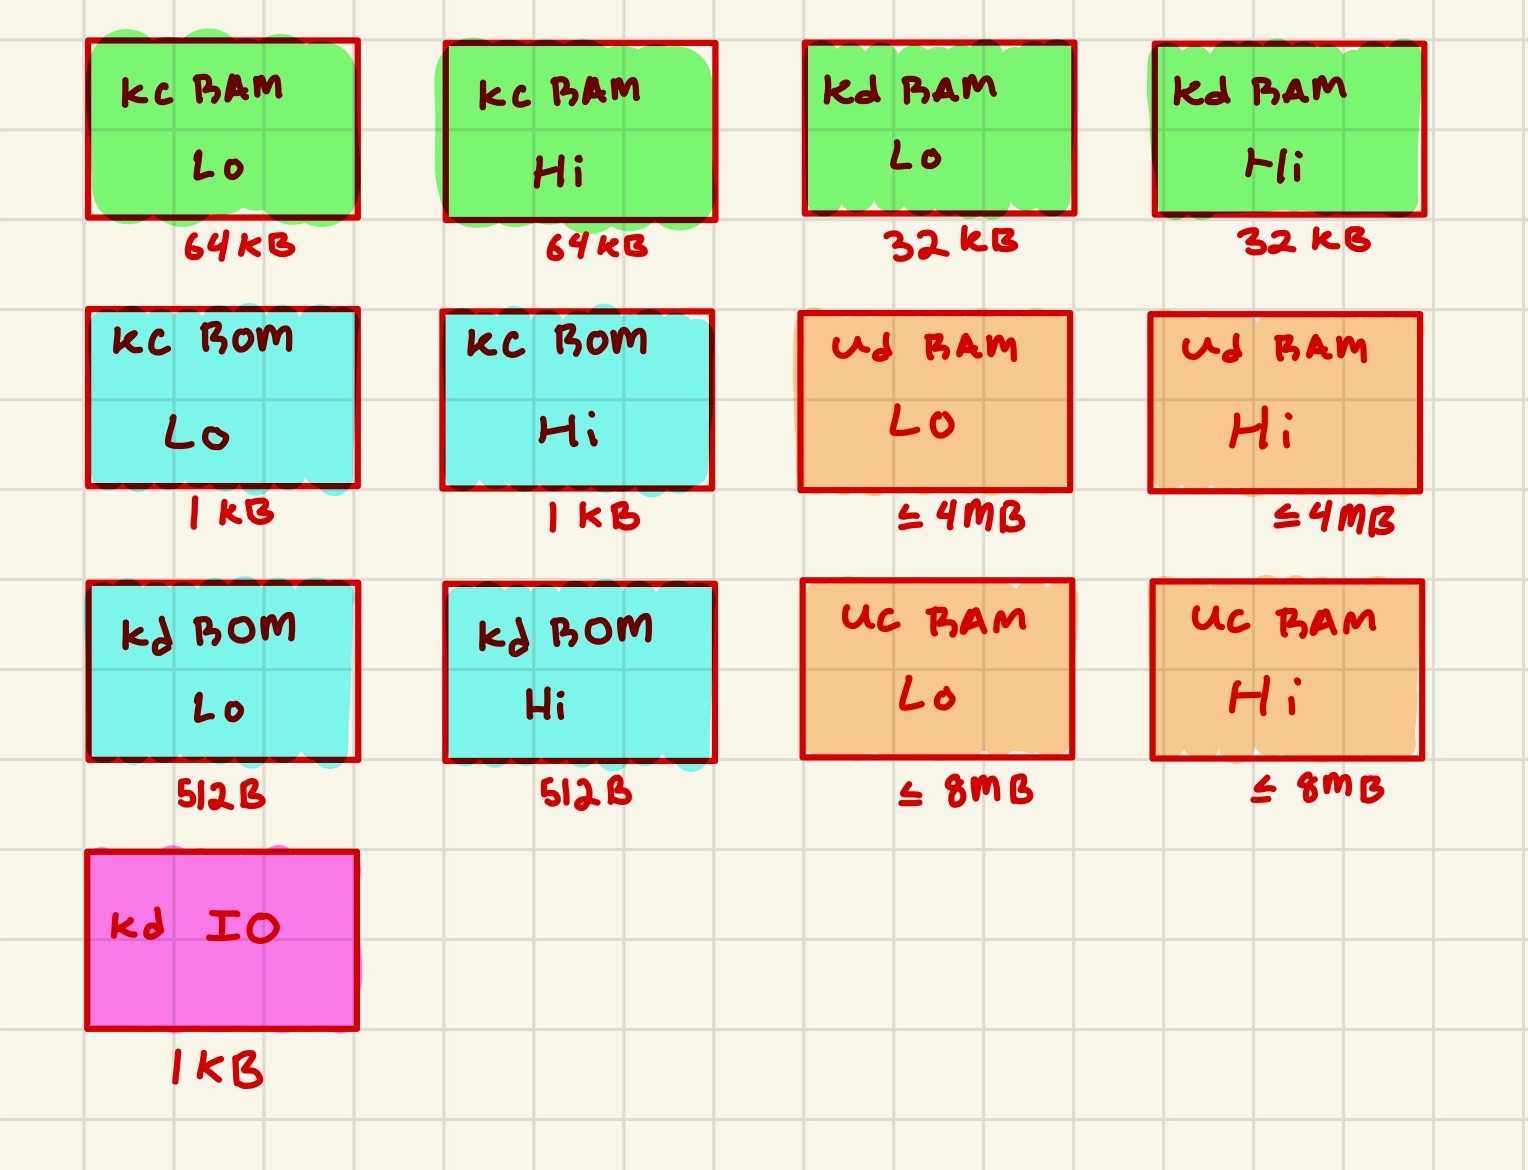 kc RAM
Lo
64kB
kc RAM
Hi
64kB
kd RAM
Lo
32 kB
kd RAM
Hi
32 kB
kc ROM
Lo
1 kB
kc ROM
Hi
1 kB
ud RAM
Lo
≤ 4MB
ud RAM
Hi
≤ 4MB
kd ROM
Lo
512B
kd ROM
Hi
512B
uc RAM
Lo
≤ 8MB
uc RAM
Hi
≤ 8MB
kd IO
1 kB